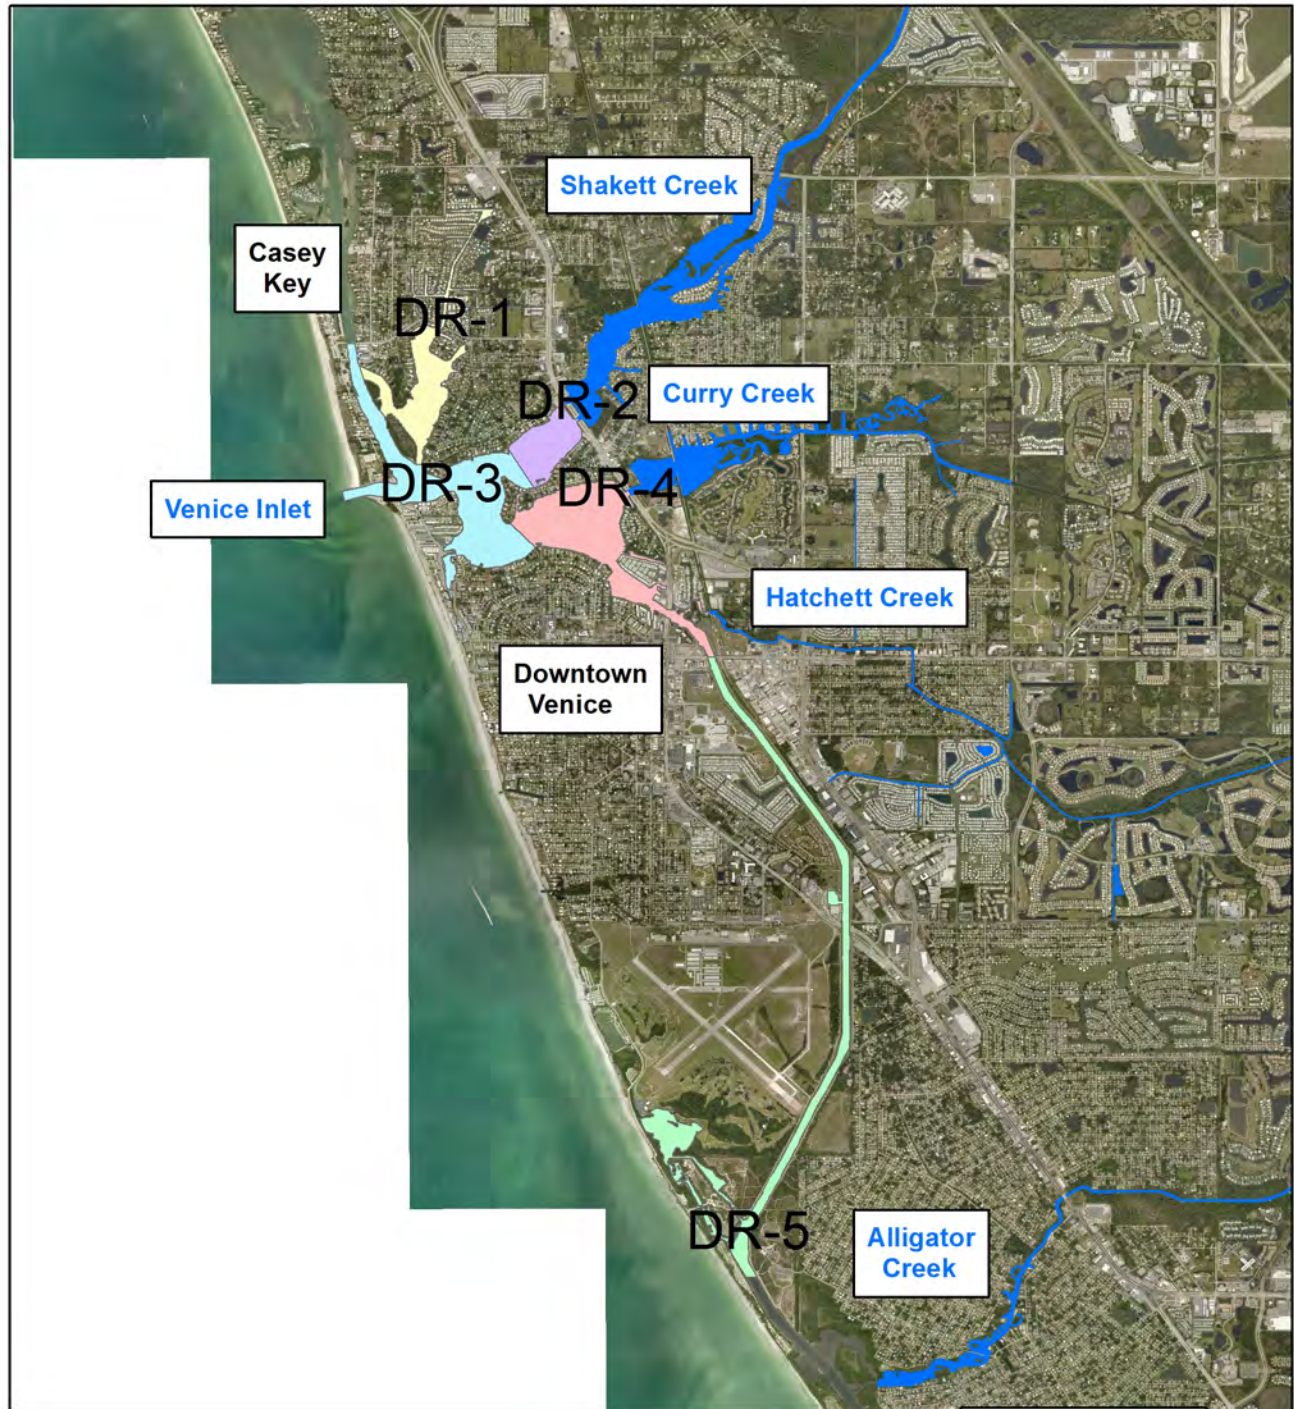 Shakett Creek
Casey
Key
DR-1
DR-2
Curry Creek
DR-3
DR-4
Venice Inlet
Hatchett Creek
Downtown
Venice
DR-5
Alligator
Creek